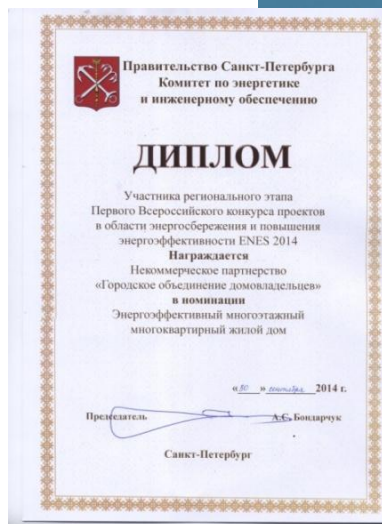 Правительство Санкт-Петербурга
Комитет по энергетике
и инженерному обеспечению
ДИПЛОМ
Участника регионального этапа
Первого Всероссийского конкурса проектов
в области энергосбережения и повышения
энергоэффективности ENES 2014
Награждается
Некоммерческое партнерство
«Городское объединение домовладельцев»
в номинации
Энергоэффективный многоэтажный
многоквартирный жилой дом
«30» сентября 2014 г.
Председатель А.С. Бондарчук
Санкт-Петербург